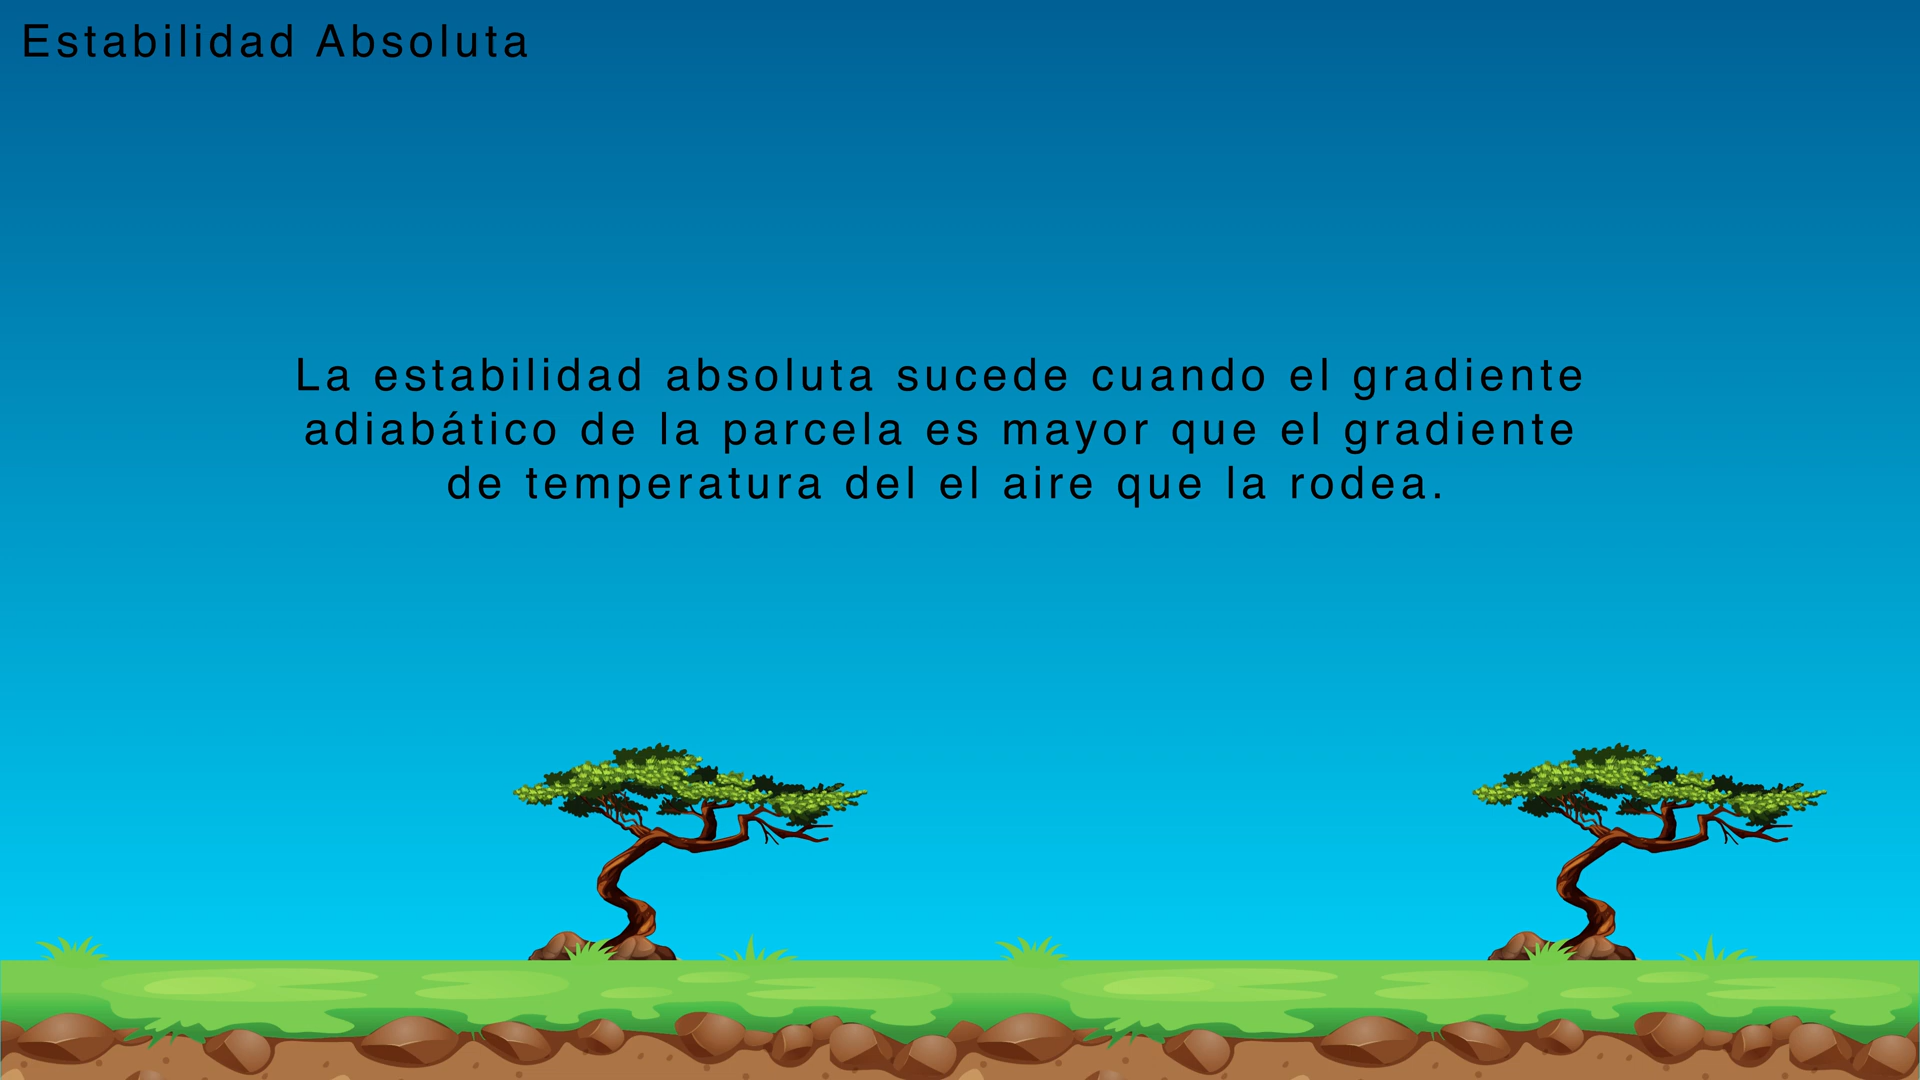 Estabilidad Absoluta
La estabilidad absoluta sucede cuando el gradiente
adiabático de la parcela es mayor que el gradiente
de temperatura del el aire que la rodea.